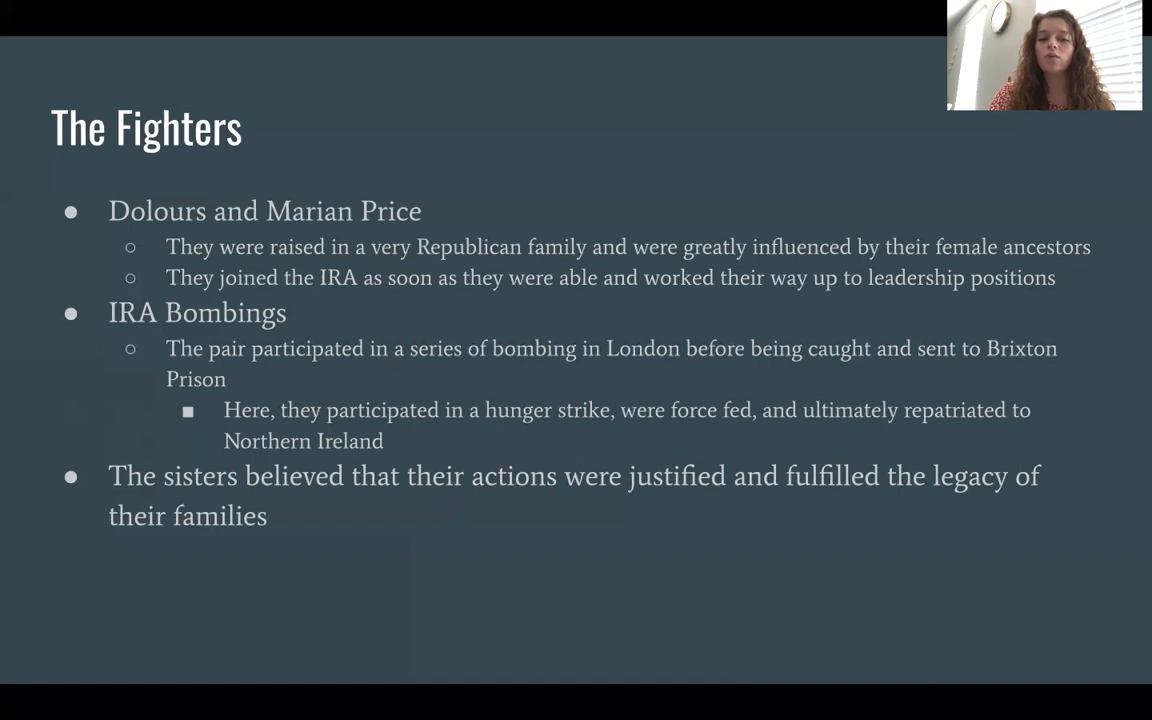 The Fighters
● Dolours and Marian Price
○ They were raised in a very Republican family and were greatly influenced by their female ancestors
○ They joined the IRA as soon as they were able and worked their way up to leadership positions
● IRA Bombings
○ The pair participated in a series of bombing in London before being caught and sent to Brixton
Prison
■ Here, they participated in a hunger strike, were force fed, and ultimately repatriated to
Northern Ireland
● The sisters believed that their actions were justified and fulfilled the legacy of
their families